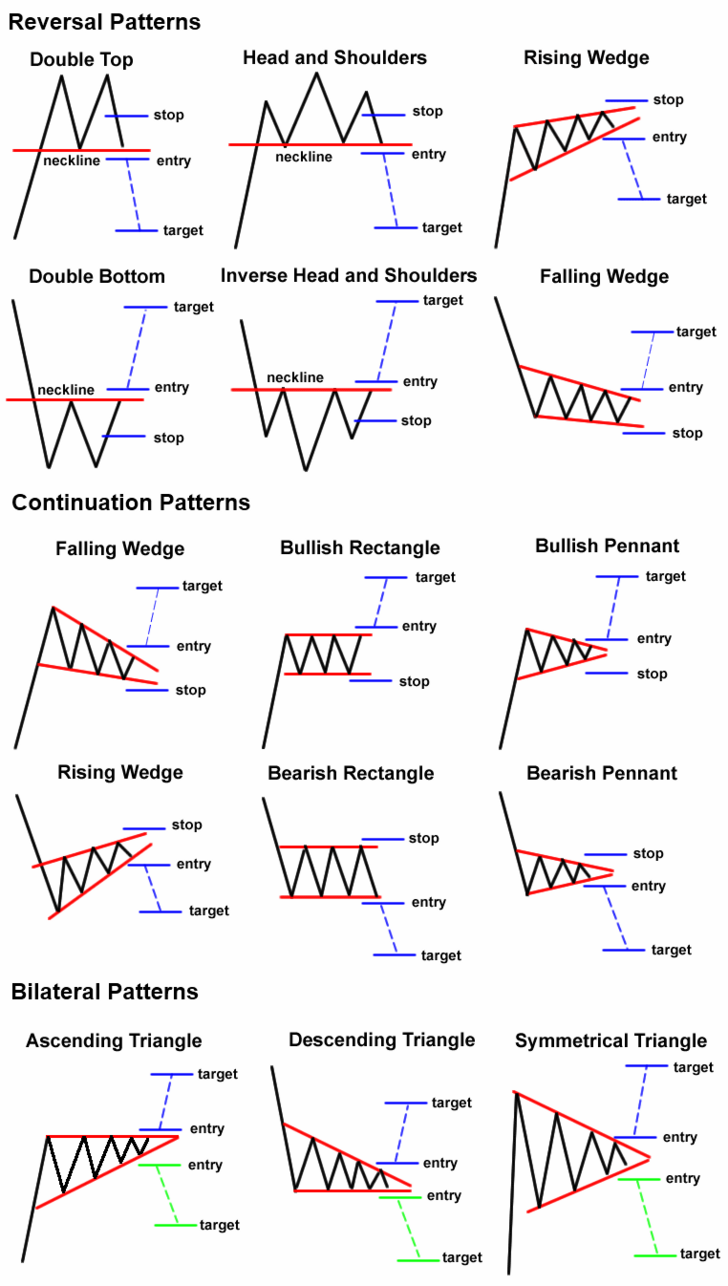 Reversal Patterns
Double Top
stop
neckline
entry
target
Head and Shoulders
stop
neckline
entry
target
Rising Wedge
stop
entry
target
Double Bottom
target
neckline
entry
stop
Inverse Head and Shoulders
target
neckline
entry
stop
Falling Wedge
target
entry
stop
Continuation Patterns
Falling Wedge
target
entry
stop
Bullish Rectangle
target
entry
stop
Bullish Pennant
target
entry
stop
Rising Wedge
stop
entry
target
Bearish Rectangle
stop
entry
target
Bearish Pennant
stop
entry
target
Bilateral Patterns
Ascending Triangle
target
entry
entry
target
Descending Triangle
target
entry
entry
target
Symmetrical Triangle
target
entry
entry
target